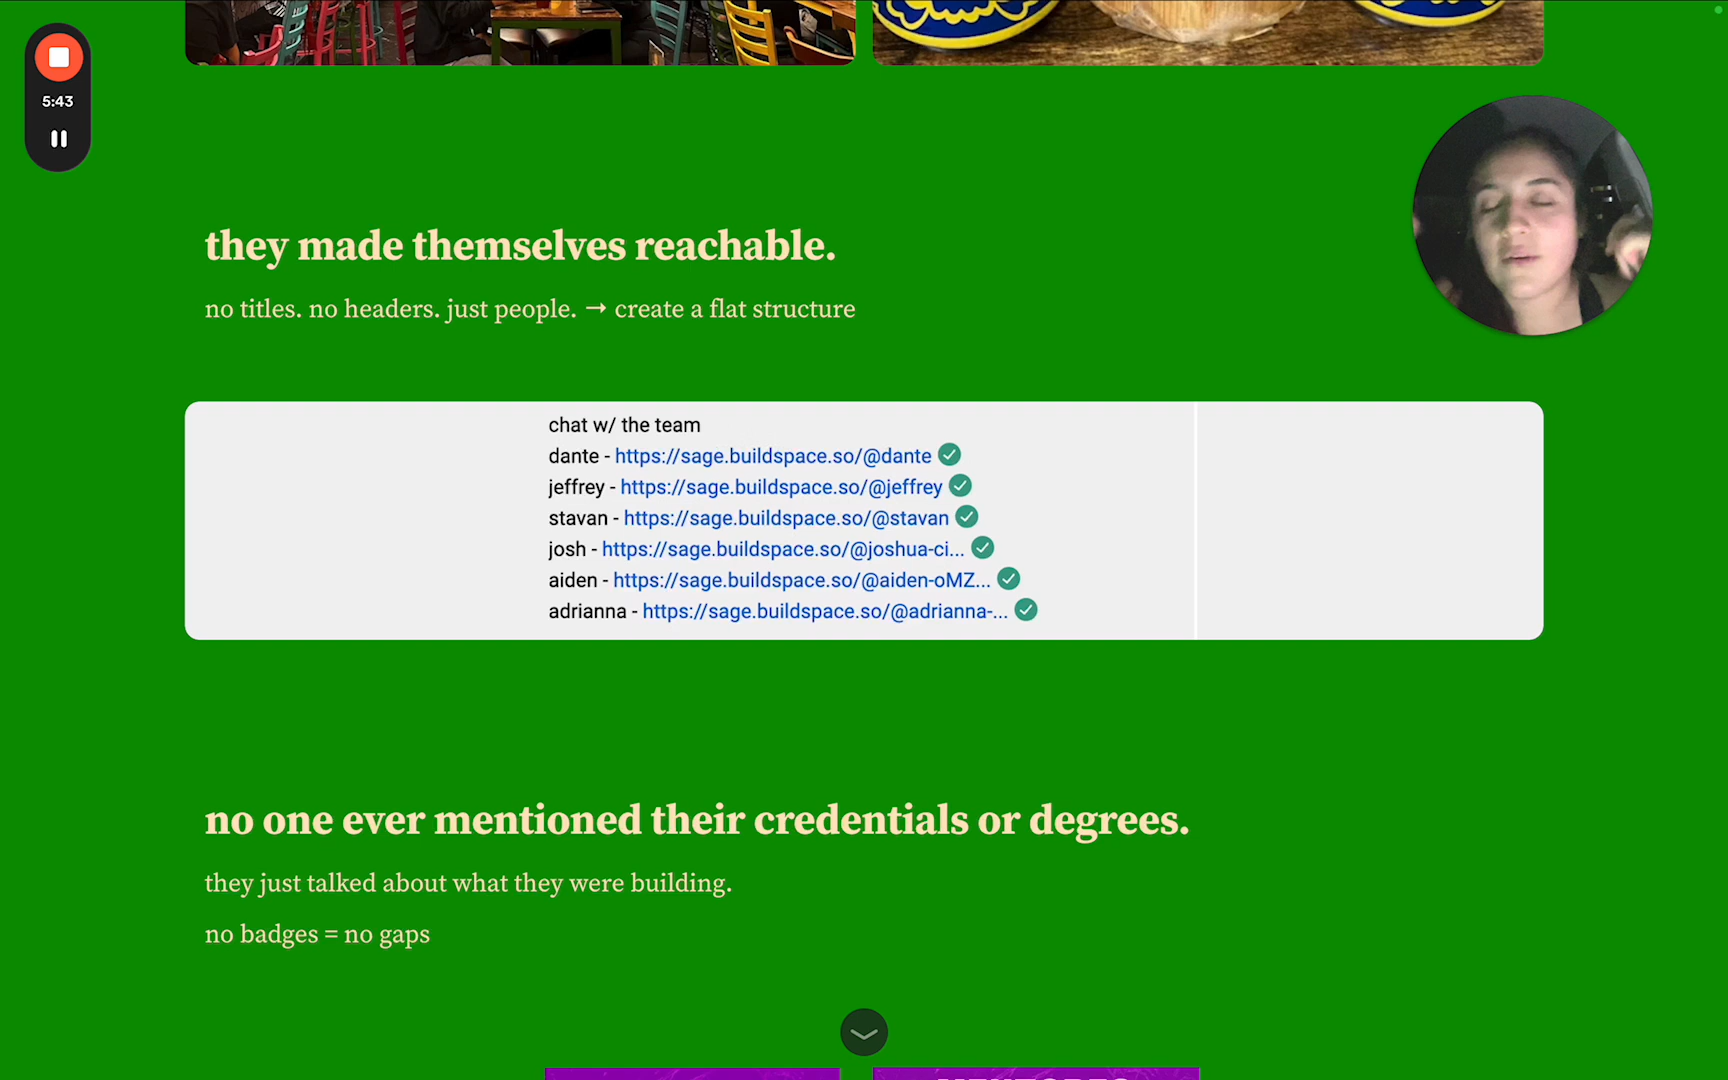 5:43
they made themselves reachable.
no titles. no headers. just people. → create a flat structure
chat w/ the team
dante - https://sage.buildspace.so/@dante
jeffrey - https://sage.buildspace.so/@jeffrey
stavan - https://sage.buildspace.so/@stavan
josh - https://sage.buildspace.so/@joshua-ci...
aiden - https://sage.buildspace.so/@aiden-oMZ...
adrianna - https://sage.buildspace.so/@adrianna-...
no one ever mentioned their credentials or degrees.
they just talked about what they were building.
no badges = no gaps